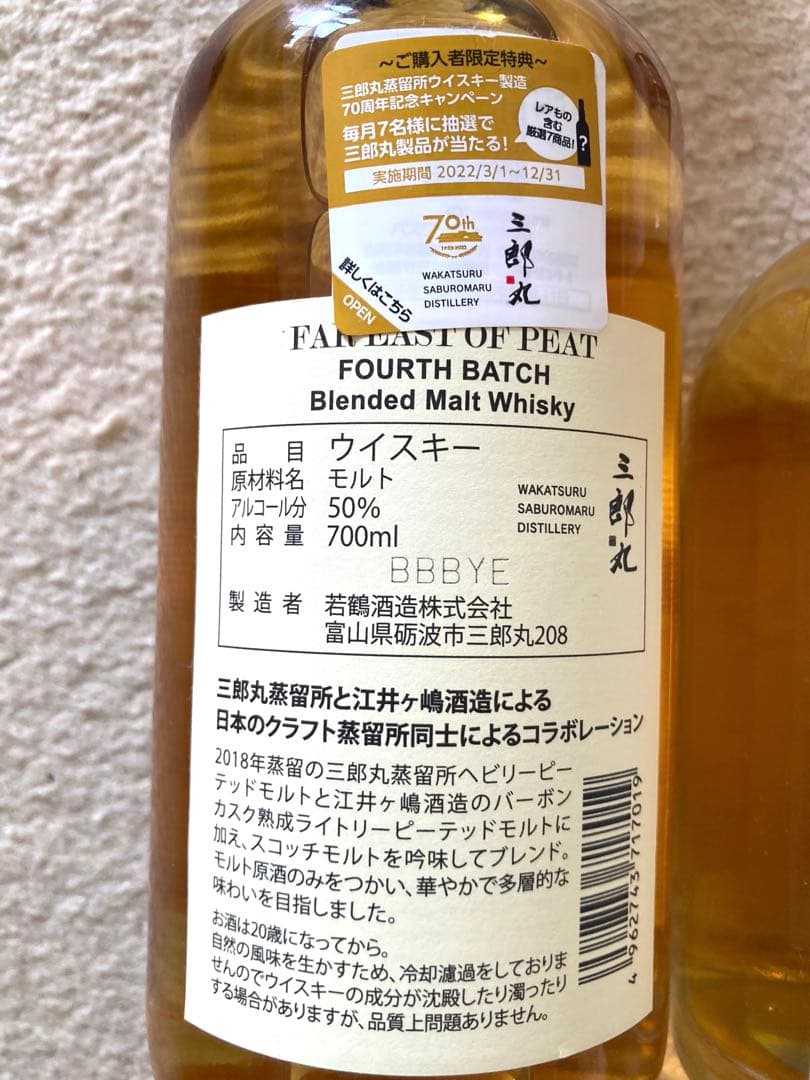 ～ご購入者限定特典～
三郎丸蒸留所ウイスキー製造
70周年記念キャンペーン
毎月7名様に抽選で
三郎丸製品が当たる!
レアもの
含む
厳選7商品!
?
実施期間 2022/3/1～12/31
70th
1952-2022
三郎丸
WAKATSURU
SABUROMARU
DISTILLERY
詳しくはこちら
OPEN
FAR EAST OF PEAT
FOURTH BATCH
Blended Malt Whisky
品目 ウイスキー
原材料名 モルト
アルコール分 50%
内容量 700ml
WAKATSURU
SABUROMARU
DISTILLERY
三郎丸
BBBYE
製造者 若鶴酒造株式会社
富山県砺波市三郎丸208
三郎丸蒸留所と江井ヶ嶋酒造による
日本のクラフト蒸留所同士によるコラボレーション
2018年蒸留の三郎丸蒸留所ヘビリーピー
テッドモルトと江井ヶ嶋酒造のバーボン
カスク熟成ライトリーピーテッドモルトに
加え、スコッチモルトを吟味してブレンド。
モルト原酒のみをつかい、華やかで多層的な
味わいを目指しました。
お酒は20歳になってから。
自然の風味を生かすため、冷却濾過をしておりま
せんのでウイスキーの成分が沈殿したり濁ったり
する場合がありますが、品質上問題ありません。
4 962743 717019